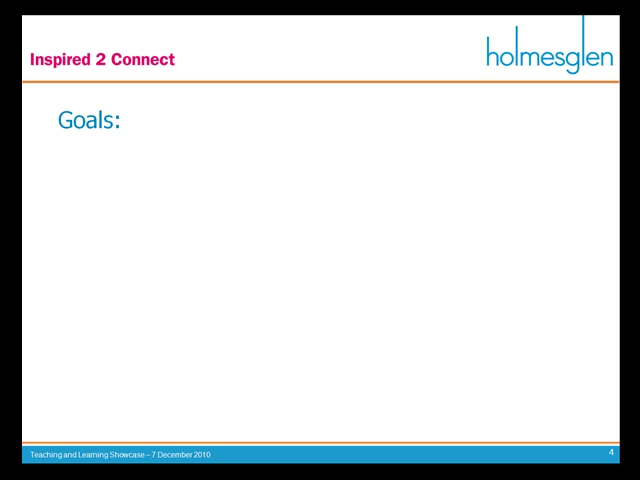 Inspired 2 Connect
holmesglen
Goals:
Teaching and Learning Showcase – 7 December 2010
4